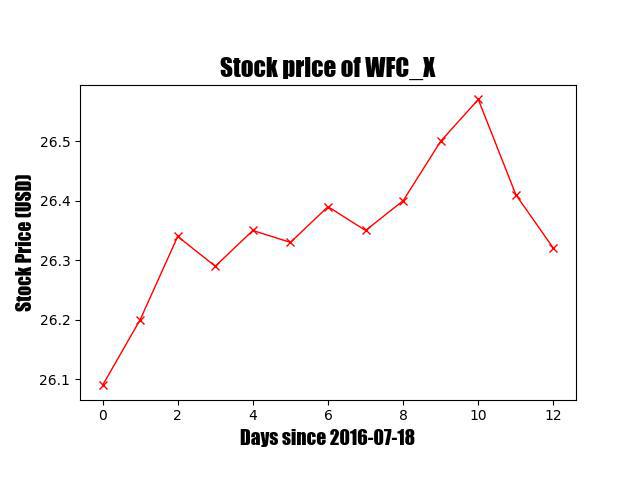 Stock price of WFC_X
Stock Price (USD)
26.5
26.4
26.3
26.2
26.1
0 2 4 6 8 10 12
Days since 2016-07-18